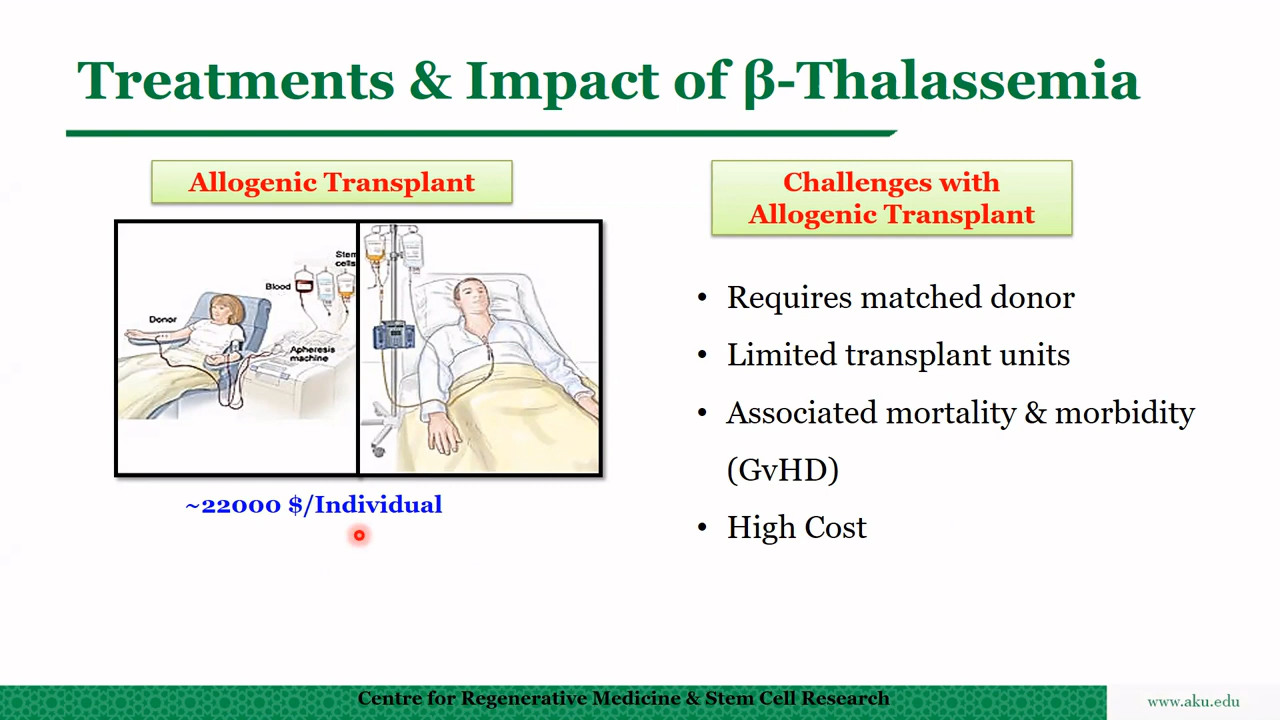 Treatments & Impact of β-Thalassemia
Allogenic Transplant
Stem
cells
Blood
Donor
Apheresis
machine
~22000 $/Individual
Challenges with
Allogenic Transplant
• Requires matched donor
• Limited transplant units
• Associated mortality & morbidity
(GvHD)
• High Cost
Centre for Regenerative Medicine & Stem Cell Research
www.aku.edu